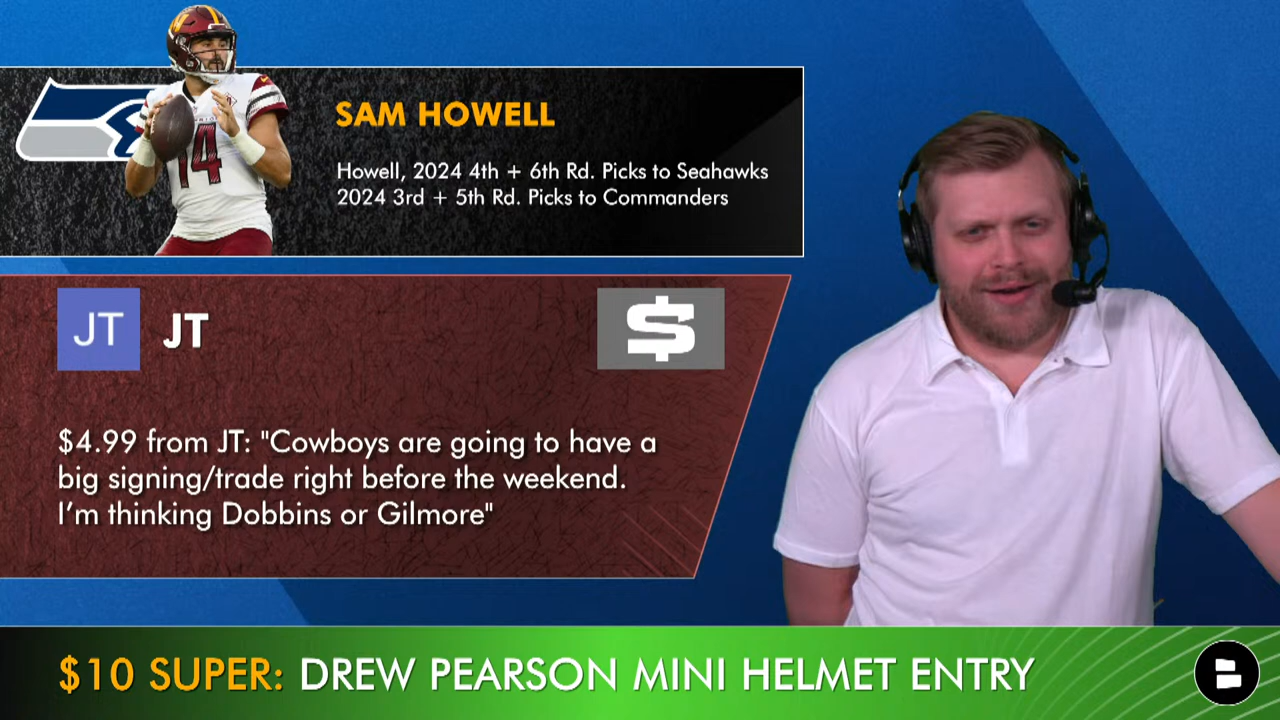 SAM HOWELL
Howell, 2024 4th + 6th Rd. Picks to Seahawks
2024 3rd + 5th Rd. Picks to Commanders
14
JT JT $
$4.99 from JT: "Cowboys are going to have a
big signing/trade right before the weekend.
I'm thinking Dobbins or Gilmore"
$10 SUPER: DREW PEARSON MINI HELMET ENTRY